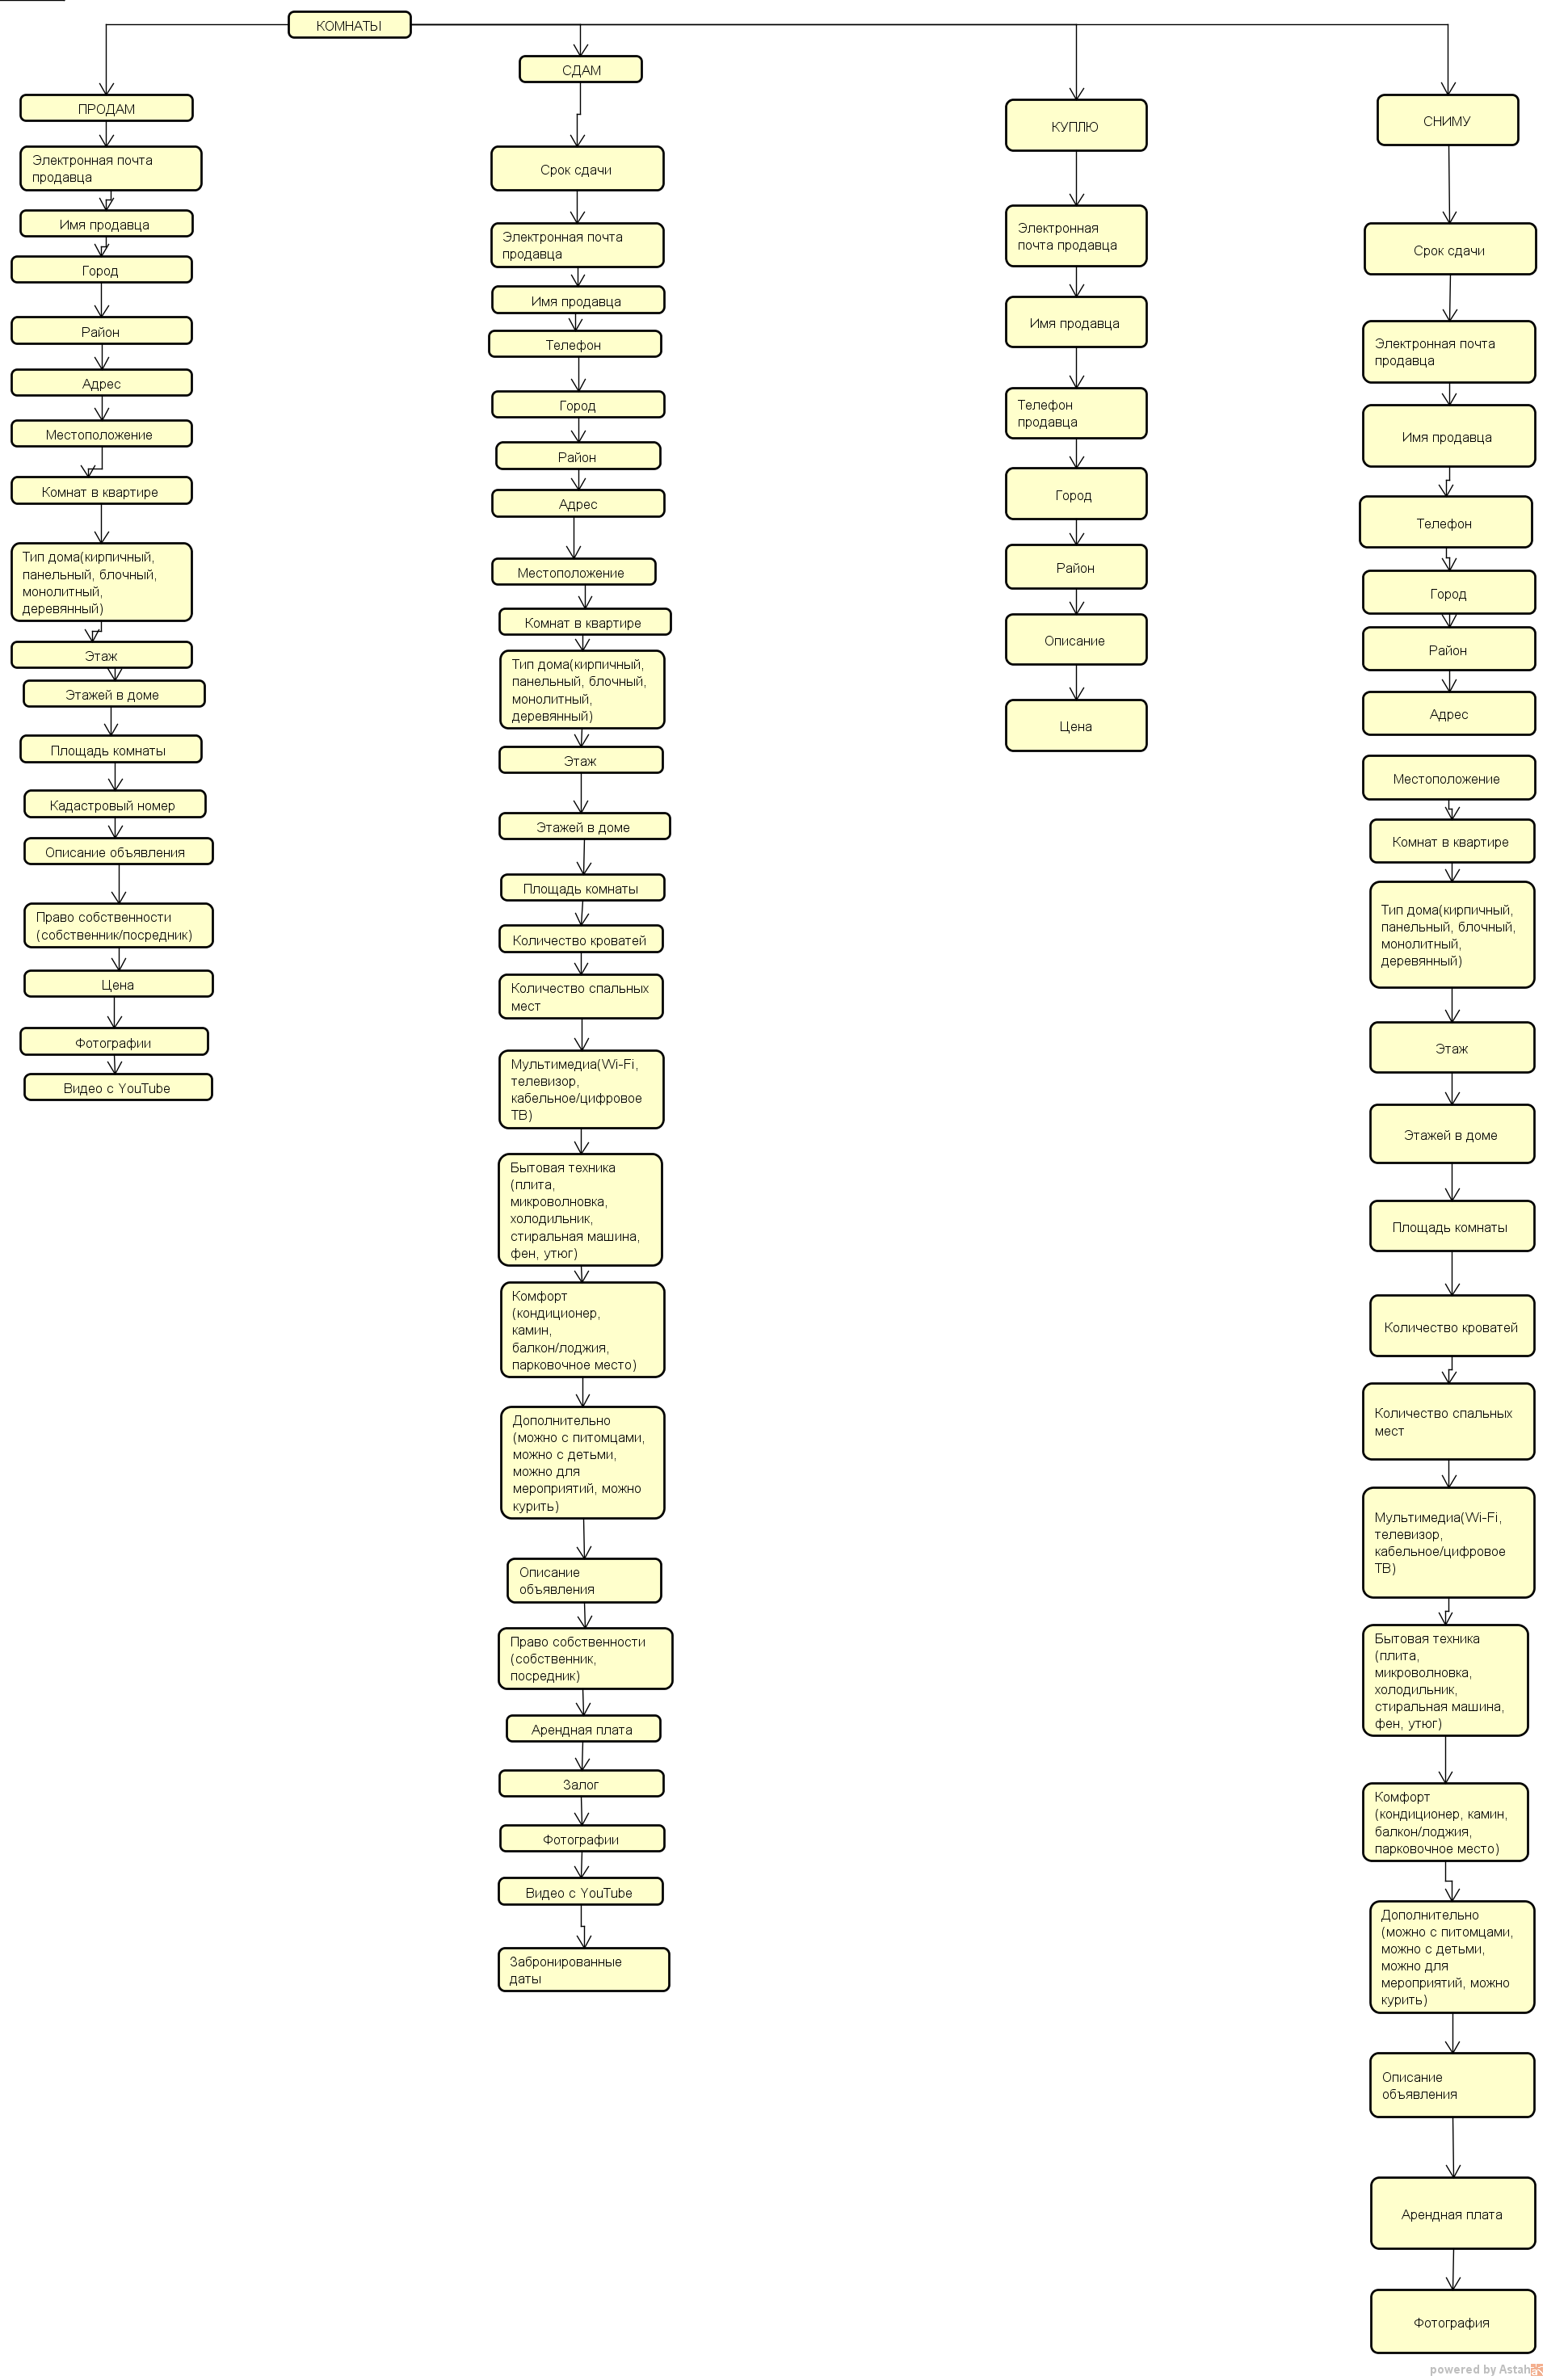 КОМНАТЫ
ПРОДАМ
Электронная почта
продавца
Имя продавца
Город
Район
Адрес
Местоположение
Комнат в квартире
Тип дома(кирпичный,
панельный, блочный,
монолитный,
деревянный)
Этаж
Этажей в доме
Площадь комнаты
Кадастровый номер
Описание объявления
Право собственности
(собственник/посредник)
Цена
Фотографии
Видео с YouTube
СДАМ
Срок сдачи
Электронная почта
продавца
Имя продавца
Телефон
Город
Район
Адрес
Местоположение
Комнат в квартире
Тип дома(кирпичный,
панельный, блочный,
монолитный,
деревянный)
Этаж
Этажей в доме
Площадь комнаты
Количество кроватей
Количество спальных
мест
Мультимедиа(Wi-Fi,
телевизор,
кабельное/цифровое
ТВ)
Бытовая техника
(плита,
микроволновка,
холодильник,
стиральная машина,
фен, утюг)
Комфорт
(кондиционер,
камин,
балкон/лоджия,
парковочное место)
Дополнительно
(можно с питомцами,
можно с детьми,
можно для
мероприятий, можно
курить)
Описание
объявления
Право собственности
(собственник,
посредник)
Арендная плата
Залог
Фотографии
Видео с YouTube
Забронированные
даты
КУПЛЮ
Электронная
почта продавца
Имя продавца
Телефон
продавца
Город
Район
Описание
Цена
СНИМУ
Срок сдачи
Электронная почта
продавца
Имя продавца
Телефон
Город
Район
Адрес
Местоположение
Комнат в квартире
Тип дома(кирпичный,
панельный, блочный,
монолитный,
деревянный)
Этаж
Этажей в доме
Площадь комнаты
Количество кроватей
Количество спальных
мест
Мультимедиа(Wi-Fi,
телевизор,
кабельное/цифровое
ТВ)
Бытовая техника
(плита,
микроволновка,
холодильник,
стиральная машина,
фен, утюг)
Комфорт
(кондиционер, камин,
балкон/лоджия,
парковочное место)
Дополнительно
(можно с питомцами,
можно с детьми,
можно для
мероприятий, можно
курить)
Описание
объявления
Арендная плата
Фотография
powered by Astah